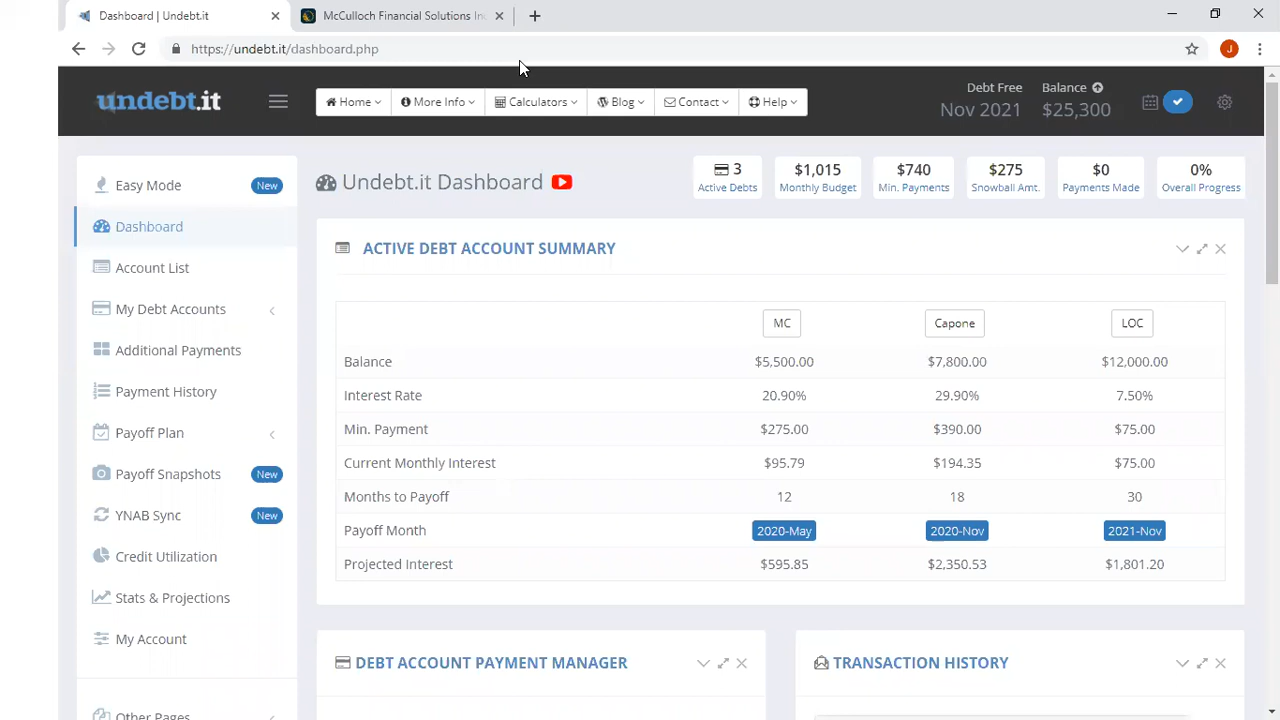 Dashboard | Undebt.it
McCulloch Financial Solutions In
https://undebt.it/dashboard.php
J
undebt.it
Home
More Info
Calculators
Blog
Contact
Help
Debt Free
Nov 2021
Balance
$25,300
Easy Mode New
Dashboard
Account List
My Debt Accounts
Additional Payments
Payment History
Payoff Plan
Payoff Snapshots New
YNAB Sync New
Credit Utilization
Stats & Projections
My Account
Other Pages
Undebt.it Dashboard
3
Active Debts
$1,015
Monthly Budget
$740
Min. Payments
$275
Snowball Amt.
$0
Payments Made
0%
Overall Progress
ACTIVE DEBT ACCOUNT SUMMARY
MC Capone LOC
Balance $5,500.00 $7,800.00 $12,000.00
Interest Rate 20.90% 29.90% 7.50%
Min. Payment $275.00 $390.00 $75.00
Current Monthly Interest $95.79 $194.35 $75.00
Months to Payoff 12 18 30
Payoff Month 2020-May 2020-Nov 2021-Nov
Projected Interest $595.85 $2,350.53 $1,801.20
DEBT ACCOUNT PAYMENT MANAGER
TRANSACTION HISTORY